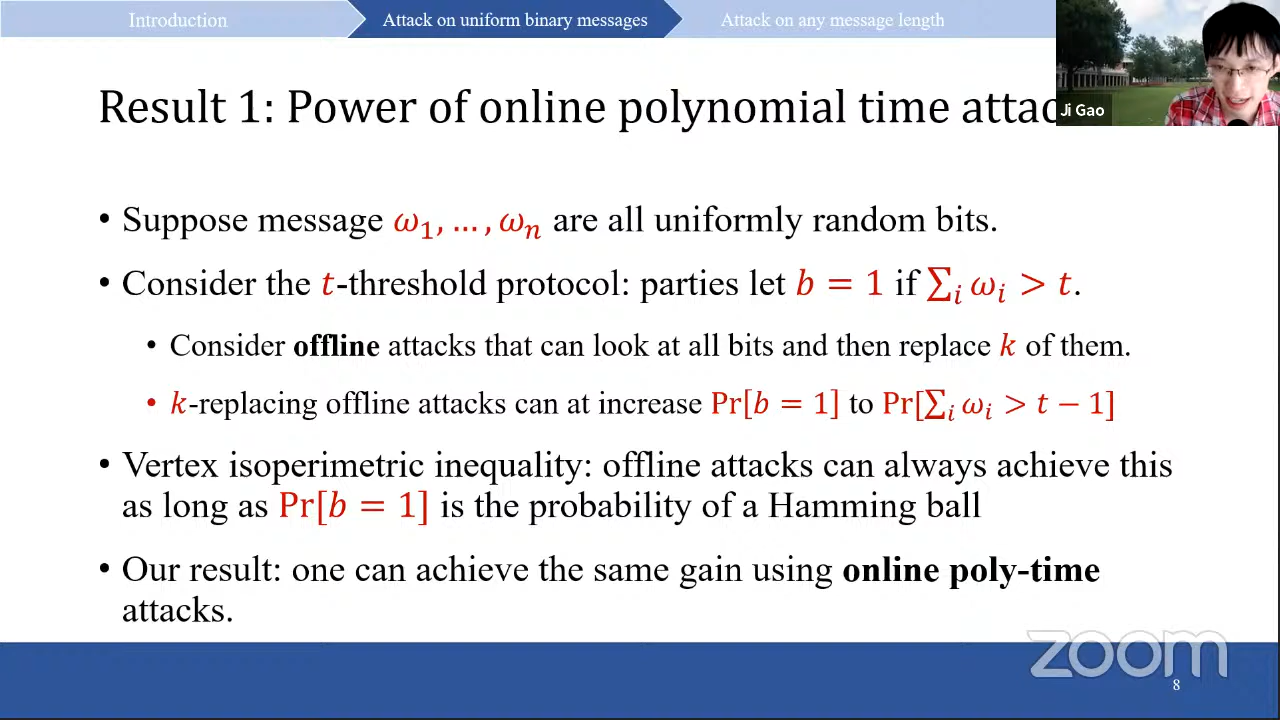 Introduction
Attack on uniform binary messages
Attack on any message length
Result 1: Power of online polynomial time attac
Ji Gao
• Suppose message ω₁, … , ωₙ are all uniformly random bits.
• Consider the t-threshold protocol: parties let b = 1 if ∑ᵢ ωᵢ > t.
• Consider offline attacks that can look at all bits and then replace k of them.
• k-replacing offline attacks can at increase Pr[b = 1] to Pr[∑ᵢ ωᵢ > t − 1]
• Vertex isoperimetric inequality: offline attacks can always achieve this
as long as Pr[b = 1] is the probability of a Hamming ball
• Our result: one can achieve the same gain using online poly-time
attacks.
zoom
8